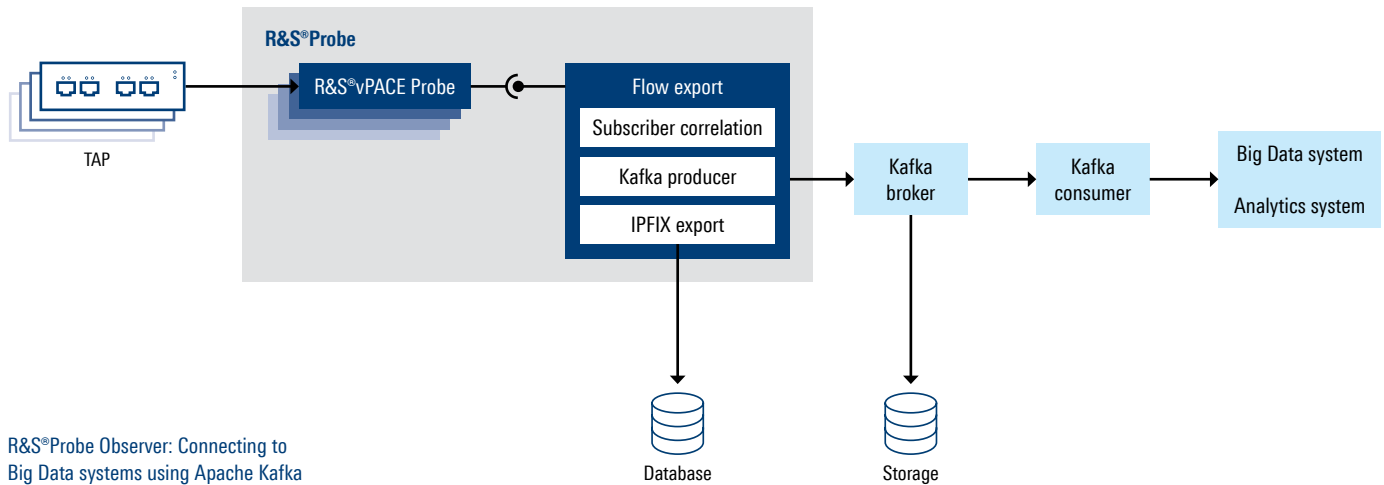 R&S®Probe
TAP
R&S®vPACE Probe
Flow export
Subscriber correlation
Kafka producer
IPFIX export
Kafka
broker
Kafka
consumer
Big Data system
Analytics system
Database
Storage
R&S®Probe Observer: Connecting to
Big Data systems using Apache Kafka